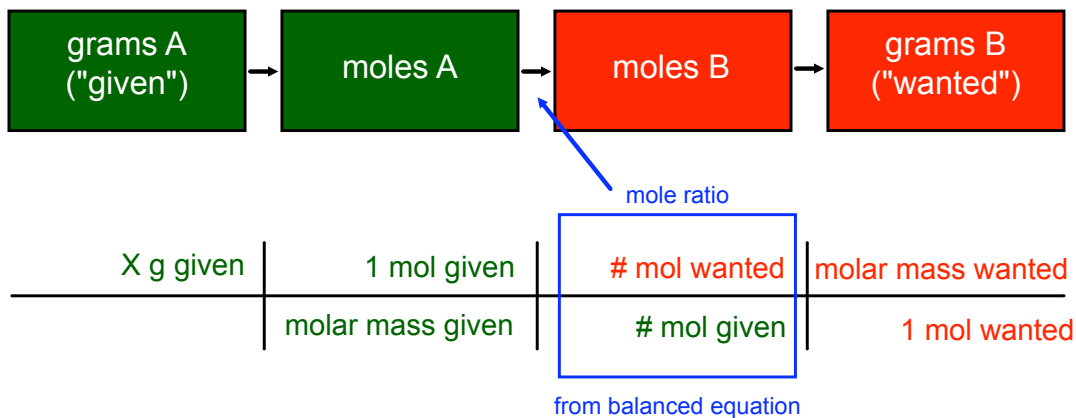 grams A
("given")
moles A
moles B
grams B
("wanted")
mole ratio
X g given
1 mol given
# mol wanted
molar mass wanted
molar mass given
# mol given
1 mol wanted
from balanced equation